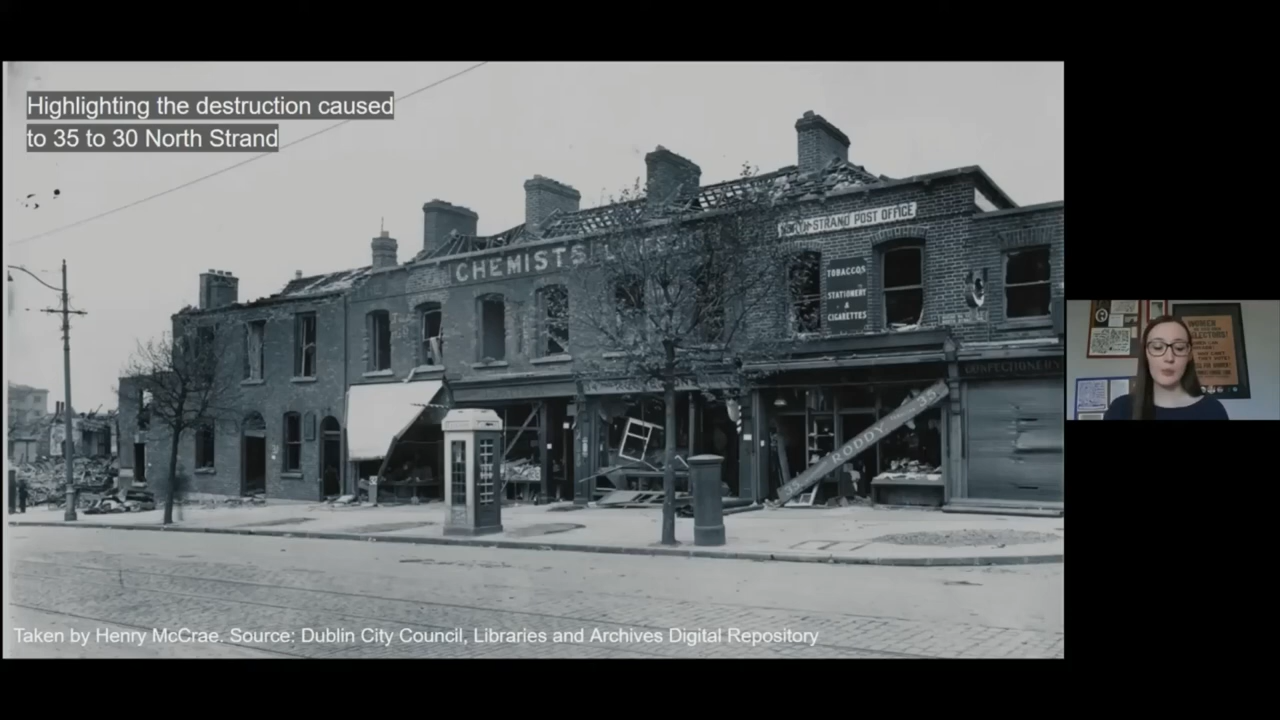 Highlighting the destruction caused
to 35 to 30 North Strand
CHEMISTS
NORTH STRAND POST OFFICE
TOBACCOS
STATIONERY
&
CIGARETTES
CONFECTIONERY
RODDY 35
Taken by Henry McCrae. Source: Dublin City Council, Libraries and Archives Digital Repository